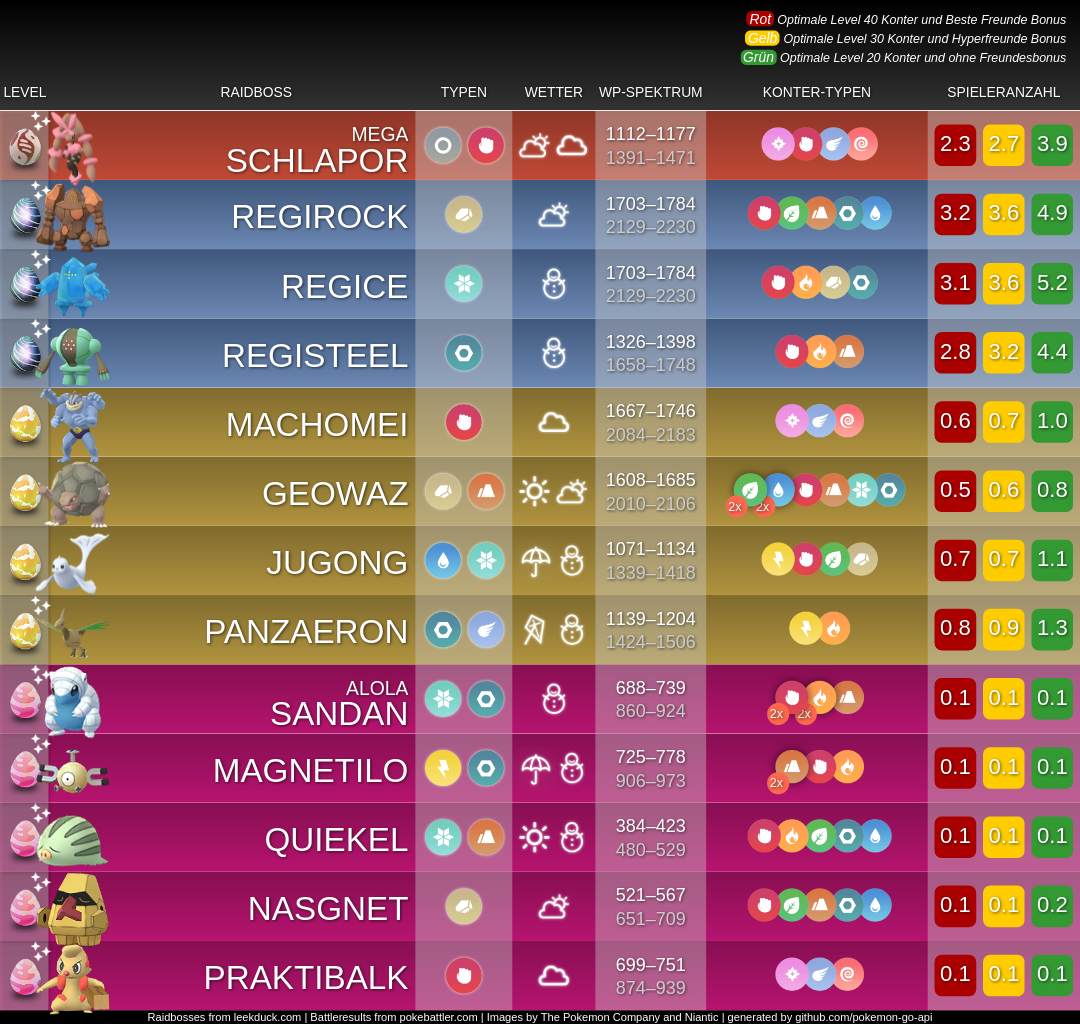 Rot Optimale Level 40 Konter und Beste Freunde Bonus
Gelb Optimale Level 30 Konter und Hyperfreunde Bonus
Grün Optimale Level 20 Konter und ohne Freundesbonus
LEVEL RAIDBOSS TYPEN WETTER WP-SPEKTRUM KONTER-TYPEN SPIELERANZAHL
MEGA SCHLAPOR 1112–1177 2.3 2.7 3.9
1391–1471
REGIROCK 1703–1784 3.2 3.6 4.9
2129–2230
REGICE 1703–1784 3.1 3.6 5.2
2129–2230
REGISTEEL 1326–1398 2.8 3.2 4.4
1658–1748
MACHOMEI 1667–1746 0.6 0.7 1.0
2084–2183
GEOWAZ 1608–1685 0.5 0.6 0.8
2010–2106 2x 2x
JUGONG 1071–1134 0.7 0.7 1.1
1339–1418
PANZAERON 1139–1204 0.8 0.9 1.3
1424–1506
ALOLA SANDAN 688–739 0.1 0.1 0.1
860–924 2x 2x
MAGNETILO 725–778 0.1 0.1 0.1
906–973 2x
QUIEKEL 384–423 0.1 0.1 0.1
480–529
NASGNET 521–567 0.1 0.1 0.2
651–709
PRAKTIBALK 699–751 0.1 0.1 0.1
874–939
Raidbosses from leekduck.com | Battleresults from pokebattler.com | Images by The Pokemon Company and Niantic | generated by github.com/pokemon-go-api